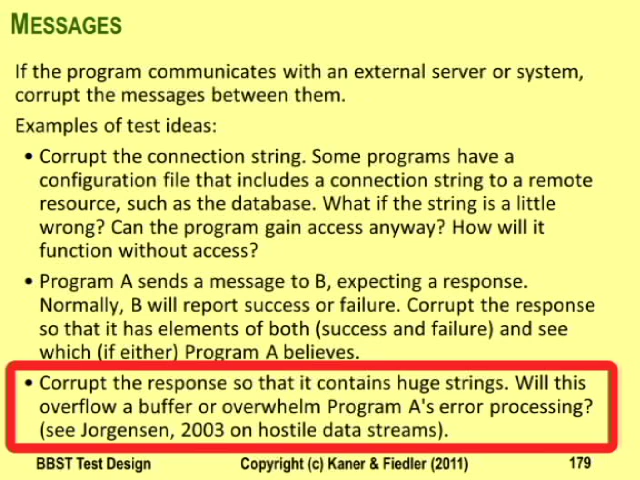 MESSAGES
If the program communicates with an external server or system,
corrupt the messages between them.
Examples of test ideas:
• Corrupt the connection string. Some programs have a
configuration file that includes a connection string to a remote
resource, such as the database. What if the string is a little
wrong? Can the program gain access anyway? How will it
function without access?
• Program A sends a message to B, expecting a response.
Normally, B will report success or failure. Corrupt the response
so that it has elements of both (success and failure) and see
which (if either) Program A believes.
• Corrupt the response so that it contains huge strings. Will this
overflow a buffer or overwhelm Program A's error processing?
(see Jorgensen, 2003 on hostile data streams).
BBST Test Design Copyright (c) Kaner & Fiedler (2011) 179